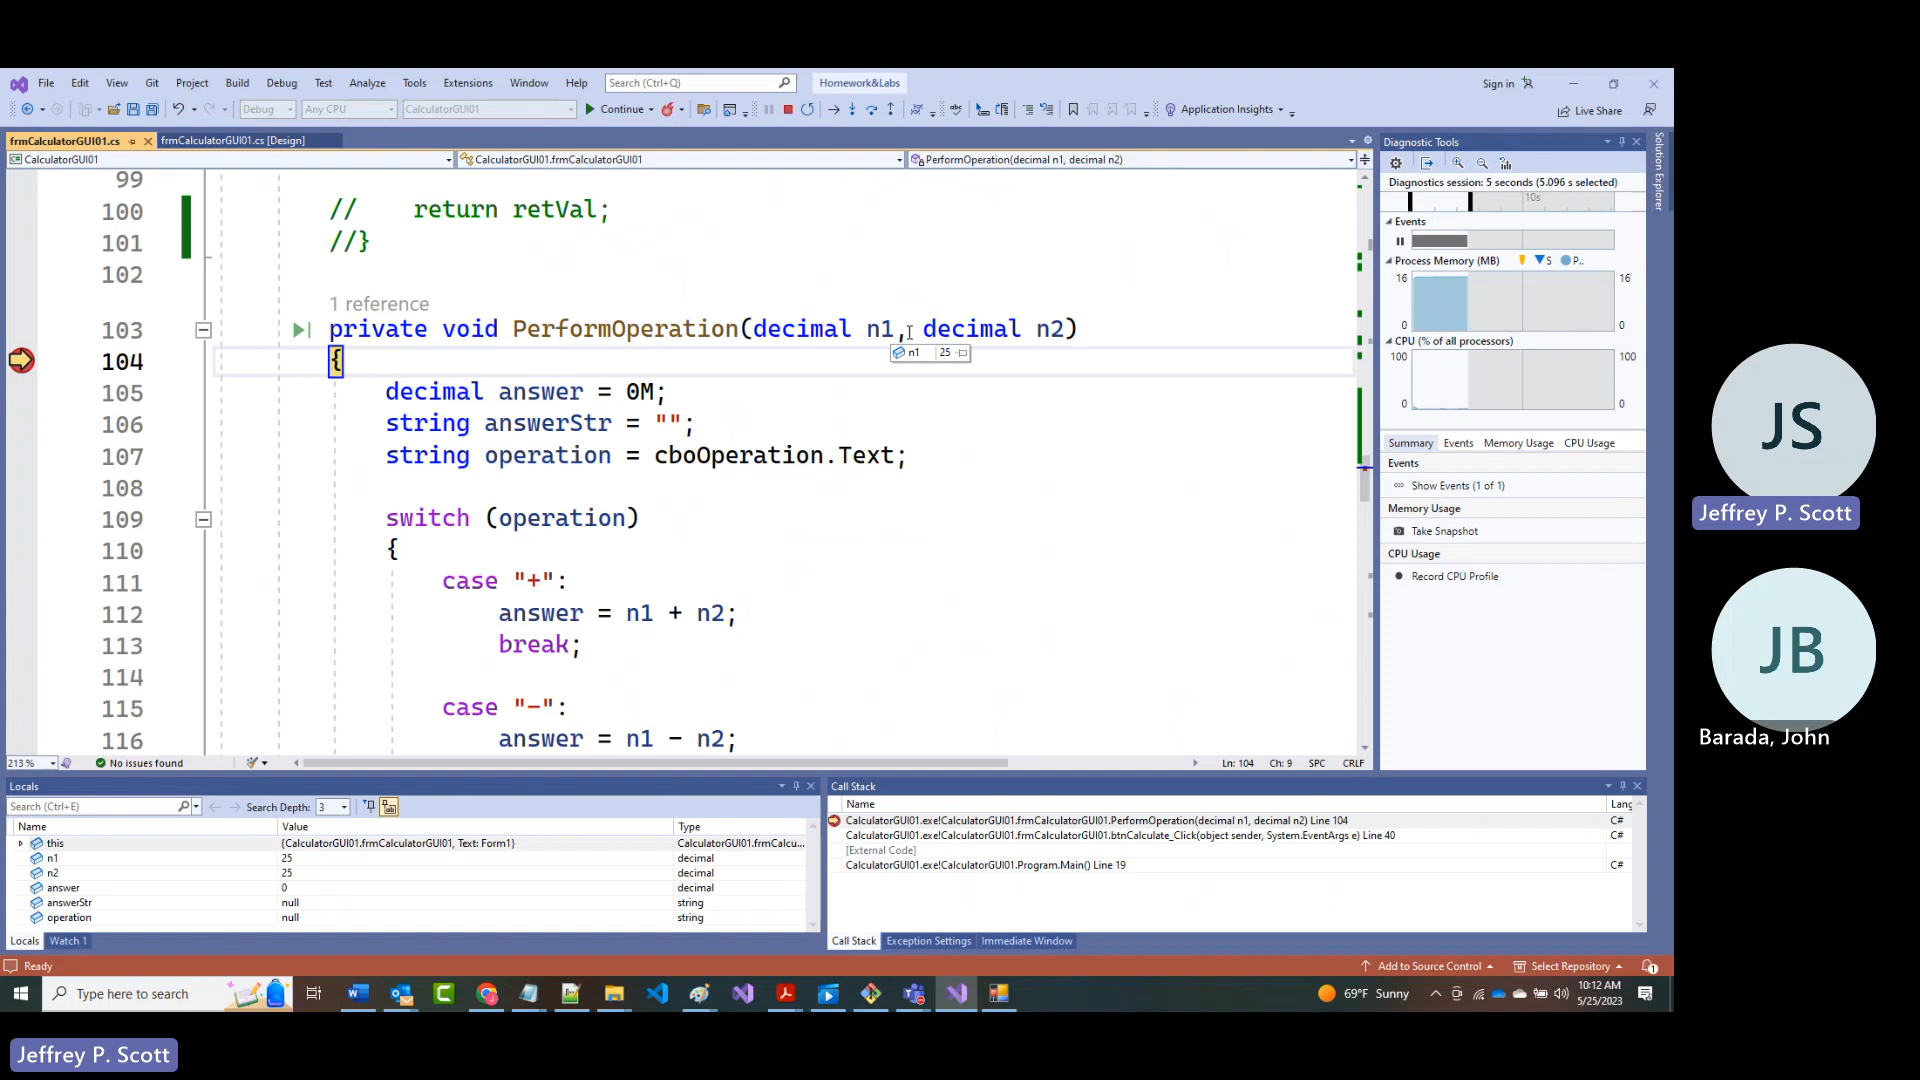 File Edit View Git Project Build Debug Test Analyze Tools Extensions Window Help Search (Ctrl+Q) Homework&Labs Sign in
Debug Any CPU CalculatorGUI01 Continue Application Insights Live Share
frmCalculatorGUI01.cs frmCalculatorGUI01.cs [Design]
CalculatorGUI01 CalculatorGUI01.frmCalculatorGUI01 PerformOperation(decimal n1, decimal n2)
99
100 // return retVal;
101 //}
102
1 reference
103 private void PerformOperation(decimal n1, decimal n2)
n1 25
104 {
105 decimal answer = 0M;
106 string answerStr = "";
107 string operation = cboOperation.Text;
108
109 switch (operation)
110 {
111 case "+":
112 answer = n1 + n2;
113 break;
114
115 case "-":
116 answer = n1 - n2;
213 % No issues found Ln: 104 Ch: 9 SPC CRLF
Diagnostic Tools
Diagnostics session: 5 seconds (5.096 s selected)
10s
Events
Process Memory (MB) S P..
16 16
0 0
CPU (% of all processors)
100 100
0 0
Summary Events Memory Usage CPU Usage
Events
Show Events (1 of 1)
Memory Usage
Take Snapshot
CPU Usage
Record CPU Profile
Solution Explorer
Locals
Search (Ctrl+E) Search Depth: 3
Name Value Type
this {CalculatorGUI01.frmCalculatorGUI01, Text: Form1} CalculatorGUI01.frmCalcu...
n1 25 decimal
n2 25 decimal
answer 0 decimal
answerStr null string
operation null string
Locals Watch 1
Call Stack
Name Lang
CalculatorGUI01.exe!CalculatorGUI01.frmCalculatorGUI01.PerformOperation(decimal n1, decimal n2) Line 104 C#
CalculatorGUI01.exe!CalculatorGUI01.frmCalculatorGUI01.btnCalculate_Click(object sender, System.EventArgs e) Line 40 C#
[External Code]
CalculatorGUI01.exe!CalculatorGUI01.Program.Main() Line 19 C#
Call Stack Exception Settings Immediate Window
Ready Add to Source Control Select Repository 1
Type here to search 69°F Sunny 10:12 AM
5/25/2023
JS
Jeffrey P. Scott
JB
Barada, John
Jeffrey P. Scott